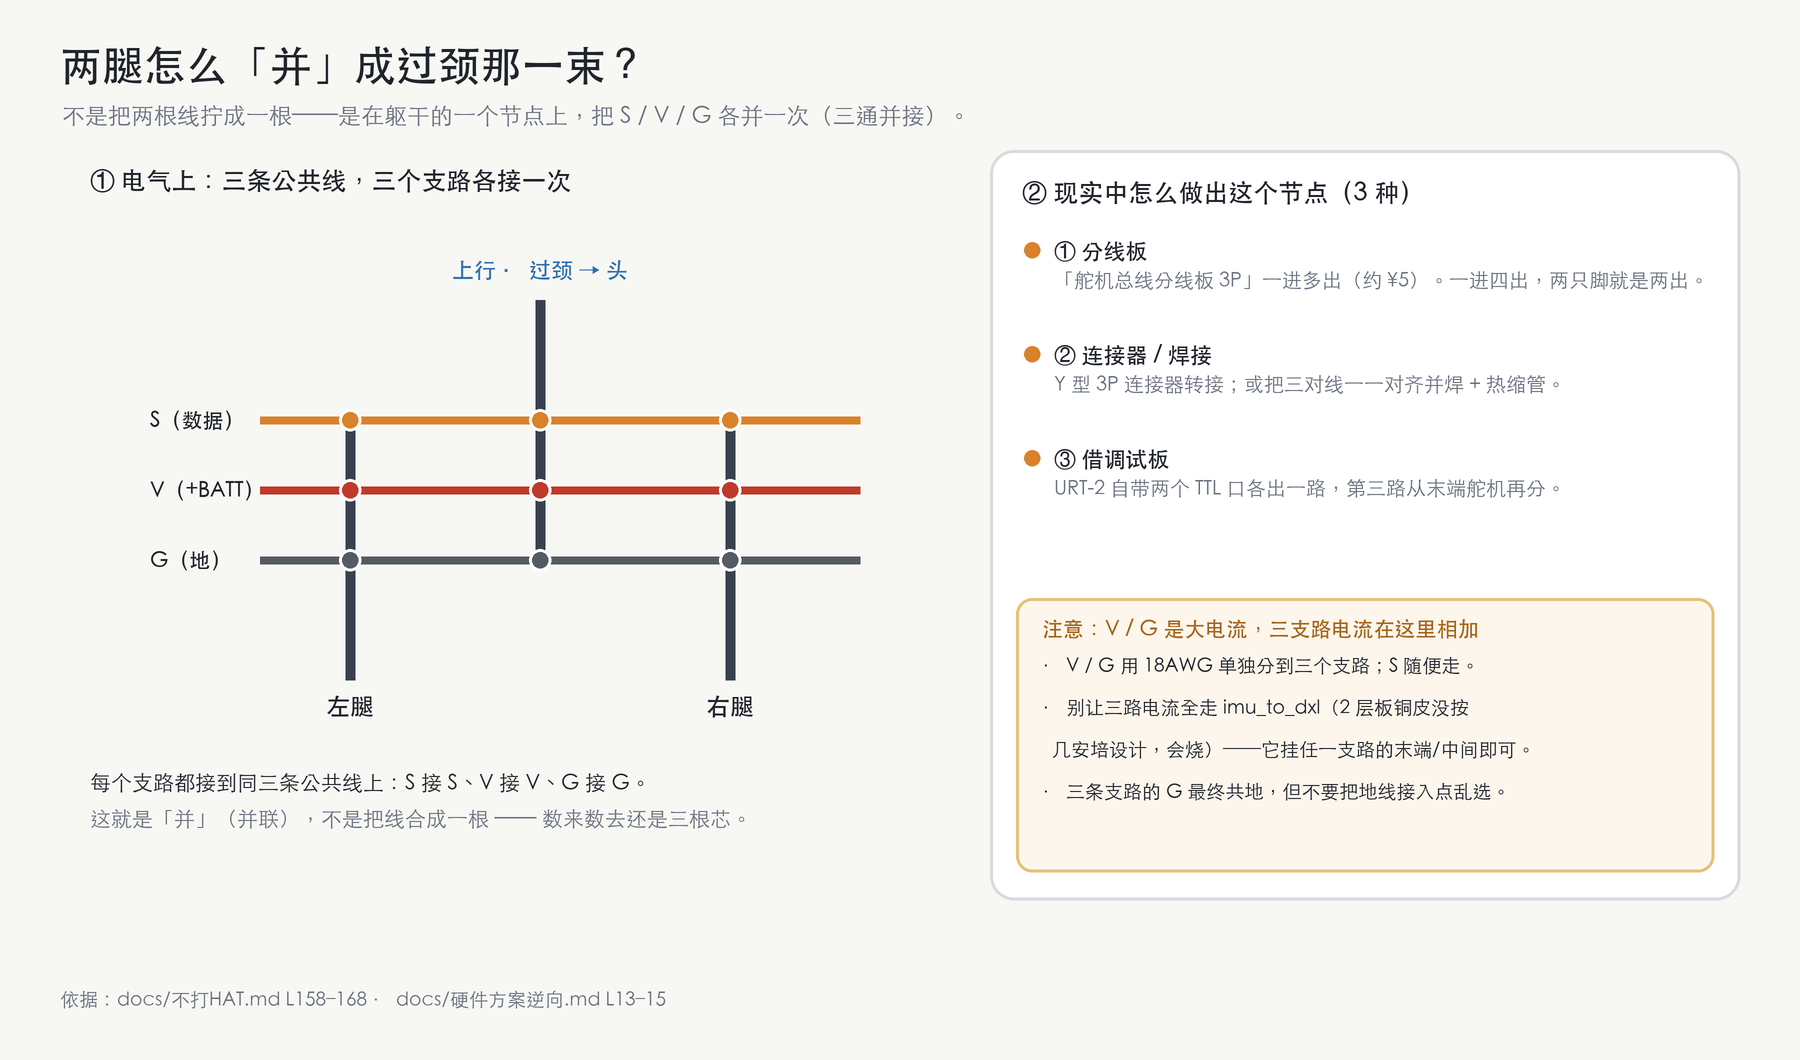 两腿怎么「并」成过颈那一束？
不是把两根线拧成一根——是在躯干的一个节点上，把 S / V / G 各并一次（三通并接）。
① 电气上：三条公共线，三个支路各接一次
上行 · 过颈 → 头
S（数据）
V（+BATT）
G（地）
左腿
右腿
每个支路都接到同三条公共线上：S 接 S、V 接 V、G 接 G。
这就是「并」（并联），不是把线合成一根 —— 数来数去还是三根芯。
② 现实中怎么做出这个节点（3 种）
① 分线板
「舵机总线分线板 3P」一进多出（约 ¥5）。一进四出，两只脚就是两出。
② 连接器 / 焊接
Y 型 3P 连接器转接；或把三对线一一对齐并焊 + 热缩管。
③ 借调试板
URT-2 自带两个 TTL 口各出一路，第三路从末端舵机再分。
注意：V / G 是大电流，三支路电流在这里相加
· V / G 用 18AWG 单独分到三个支路；S 随便走。
· 别让三路电流全走 imu_to_dxl（2 层板铜皮没按
几安培设计，会烧）——它挂任一支路的末端/中间即可。
· 三条支路的 G 最终共地，但不要把地线接入点乱选。
依据：docs/不打HAT.md L158–168 · docs/硬件方案逆向.md L13–15